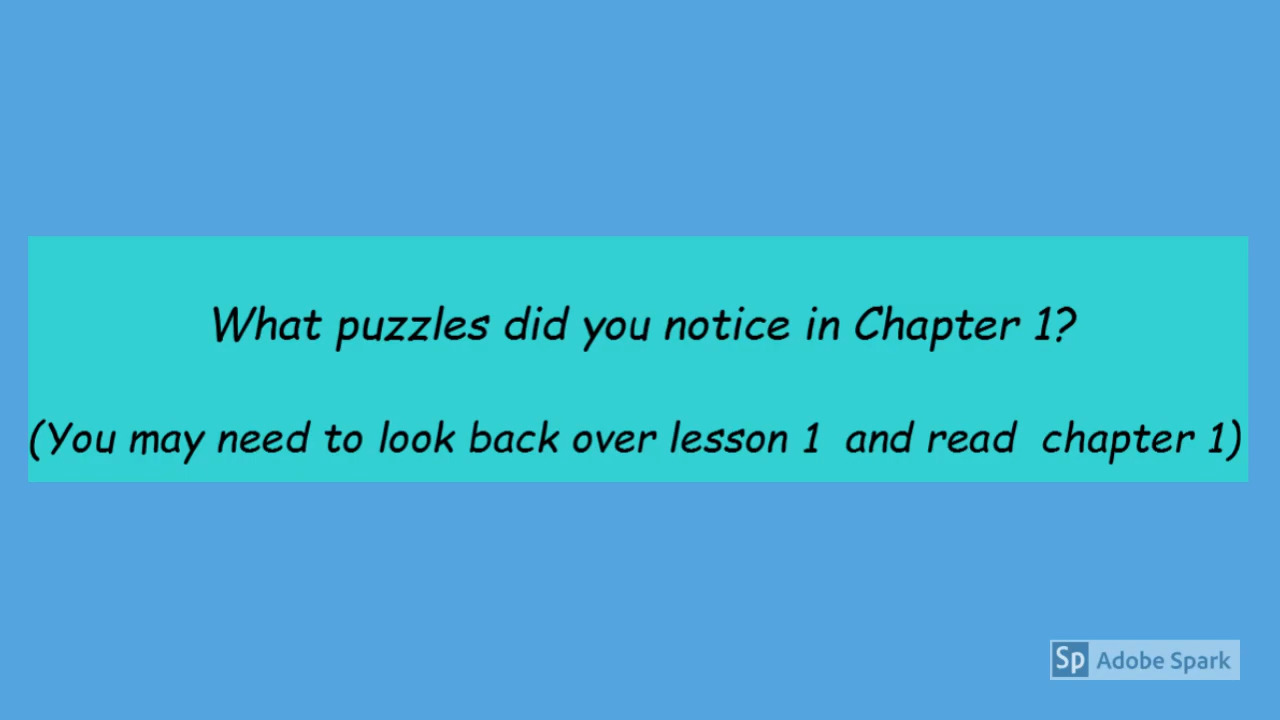 What puzzles did you notice in Chapter 1?
(You may need to look back over lesson 1 and read chapter 1)
Sp Adobe Spark